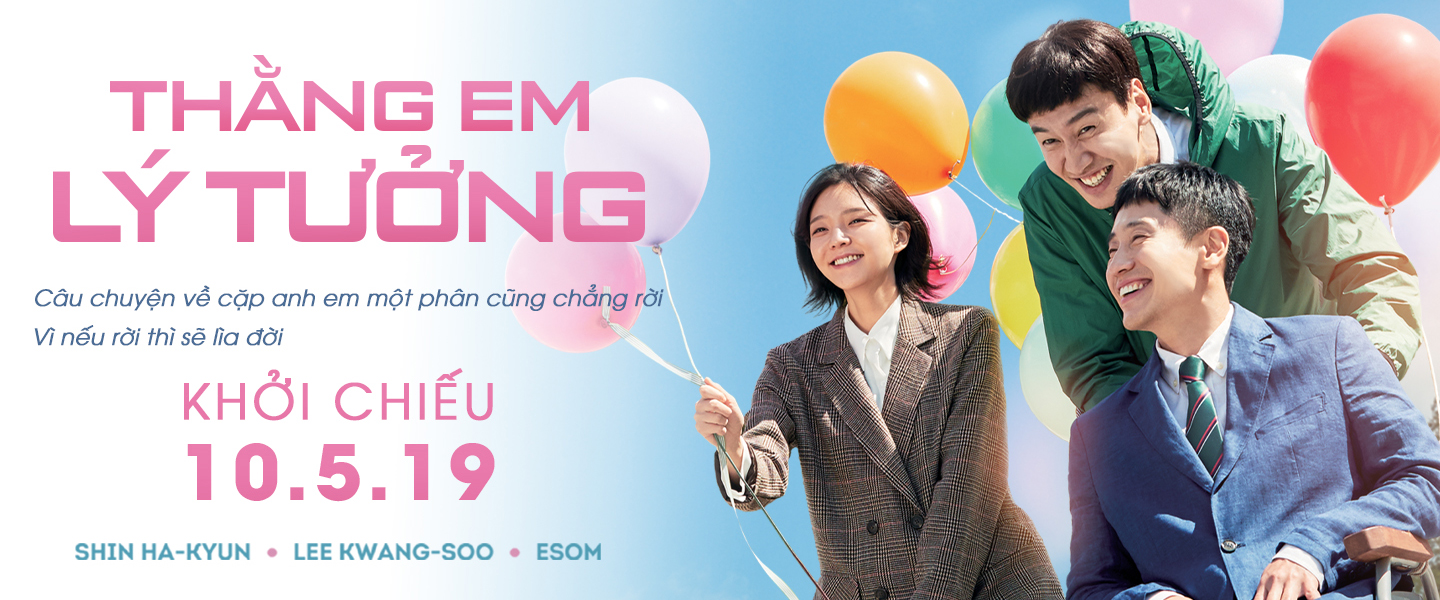 THẰNG EM
LÝ TƯỞNG
Câu chuyện về cặp anh em một phân cũng chẳng rời
Vì nếu rời thì sẽ lìa đời
KHỞI CHIẾU
10.5.19
SHIN HA-KYUN • LEE KWANG-SOO • ESOM